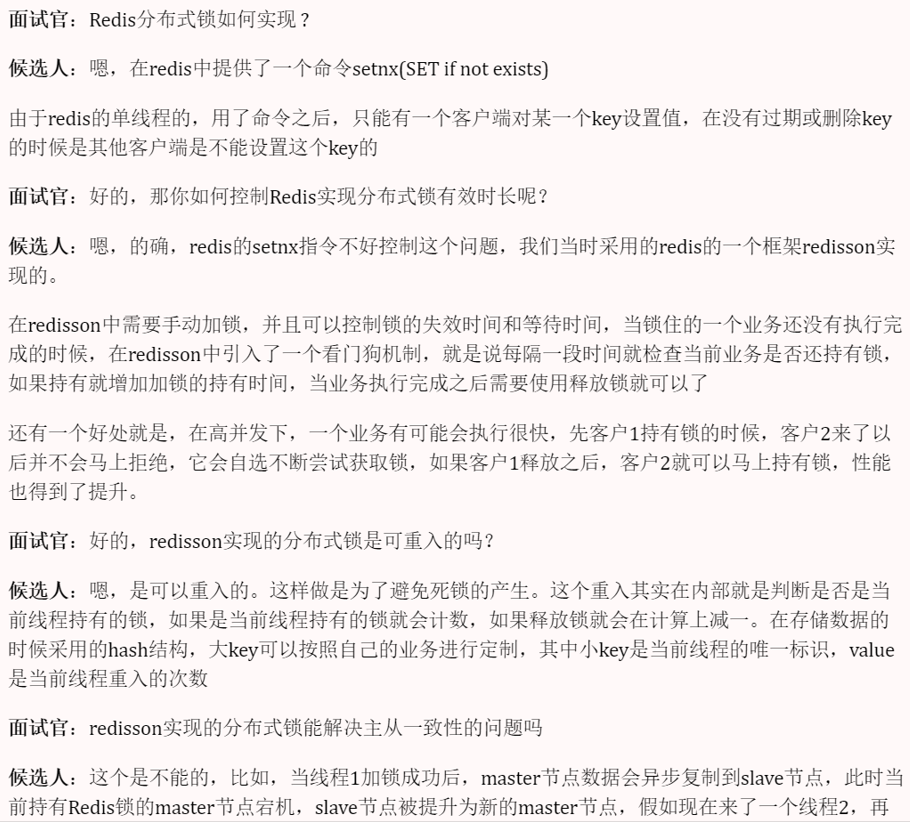 面试官：Redis分布式锁如何实现？
候选人：嗯，在redis中提供了一个命令setnx(SET if not exists)
由于redis的单线程的，用了命令之后，只能有一个客户端对某一个key设置值，在没有过期或删除key
的时候是其他客户端是不能设置这个key的
面试官：好的，那你如何控制Redis实现分布式锁有效时长呢？
候选人：嗯，的确，redis的setnx指令不好控制这个问题，我们当时采用的redis的一个框架redisson实
现的。
在redisson中需要手动加锁，并且可以控制锁的失效时间和等待时间，当锁住的一个业务还没有执行完
成的时候，在redisson中引入了一个看门狗机制，就是说每隔一段时间就检查当前业务是否还持有锁，
如果持有就增加加锁的持有时间，当业务执行完成之后需要使用释放锁就可以了
还有一个好处就是，在高并发下，一个业务有可能会执行很快，先客户1持有锁的时候，客户2来了以
后并不会马上拒绝，它会自选不断尝试获取锁，如果客户1释放之后，客户2就可以马上持有锁，性能
也得到了提升。
面试官：好的，redisson实现的分布式锁是可重入的吗？
候选人：嗯，是可以重入的。这样做是为了避免死锁的产生。这个重入其实在内部就是判断是否是当
前线程持有的锁，如果是当前线程持有的锁就会计数，如果释放锁就会在计算上减一。在存储数据的
时候采用的hash结构，大key可以按照自己的业务进行定制，其中小key是当前线程的唯一标识，value
是当前线程重入的次数
面试官：redisson实现的分布式锁能解决主从一致性的问题吗
候选人：这个是不能的，比如，当线程1加锁成功后，master节点数据会异步复制到slave节点，此时当
前持有Redis锁的master节点宕机，slave节点被提升为新的master节点，假如现在来了一个线程2，再